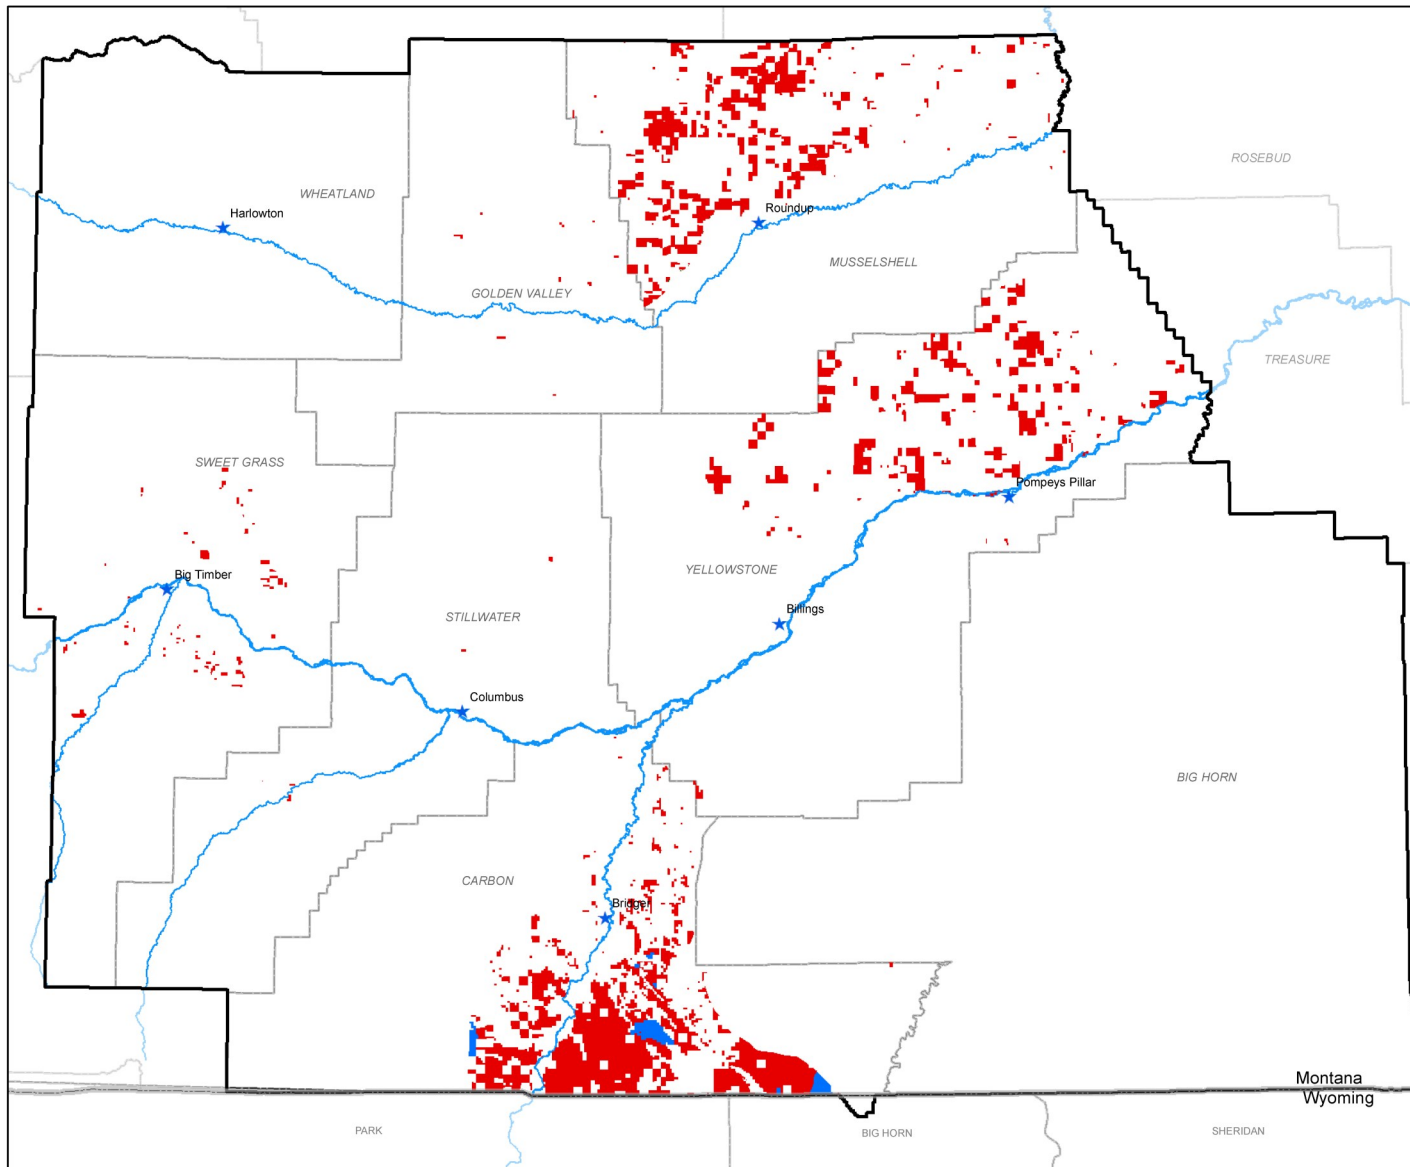 ROSEBUD
WHEATLAND
Harlowton
Roundup
MUSSELSHELL
GOLDEN VALLEY
TREASURE
SWEET GRASS
Pompeys Pillar
Big Timber
YELLOWSTONE
Billings
STILLWATER
Columbus
BIG HORN
CARBON
Bridger
Montana
Wyoming
PARK
BIG HORN
SHERIDAN